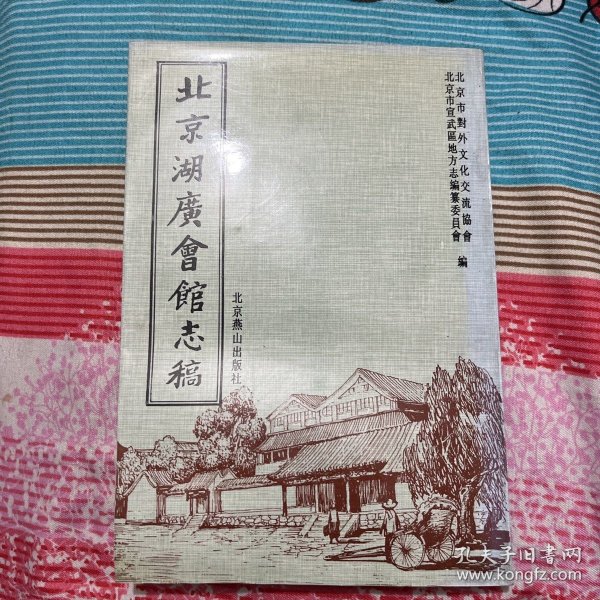 北京市對外文化交流協會
北京市宣武區地方志編纂委員會
編
北京湖廣會館志稿
北京燕山出版社
孔夫子旧书网
www.kongfz.com